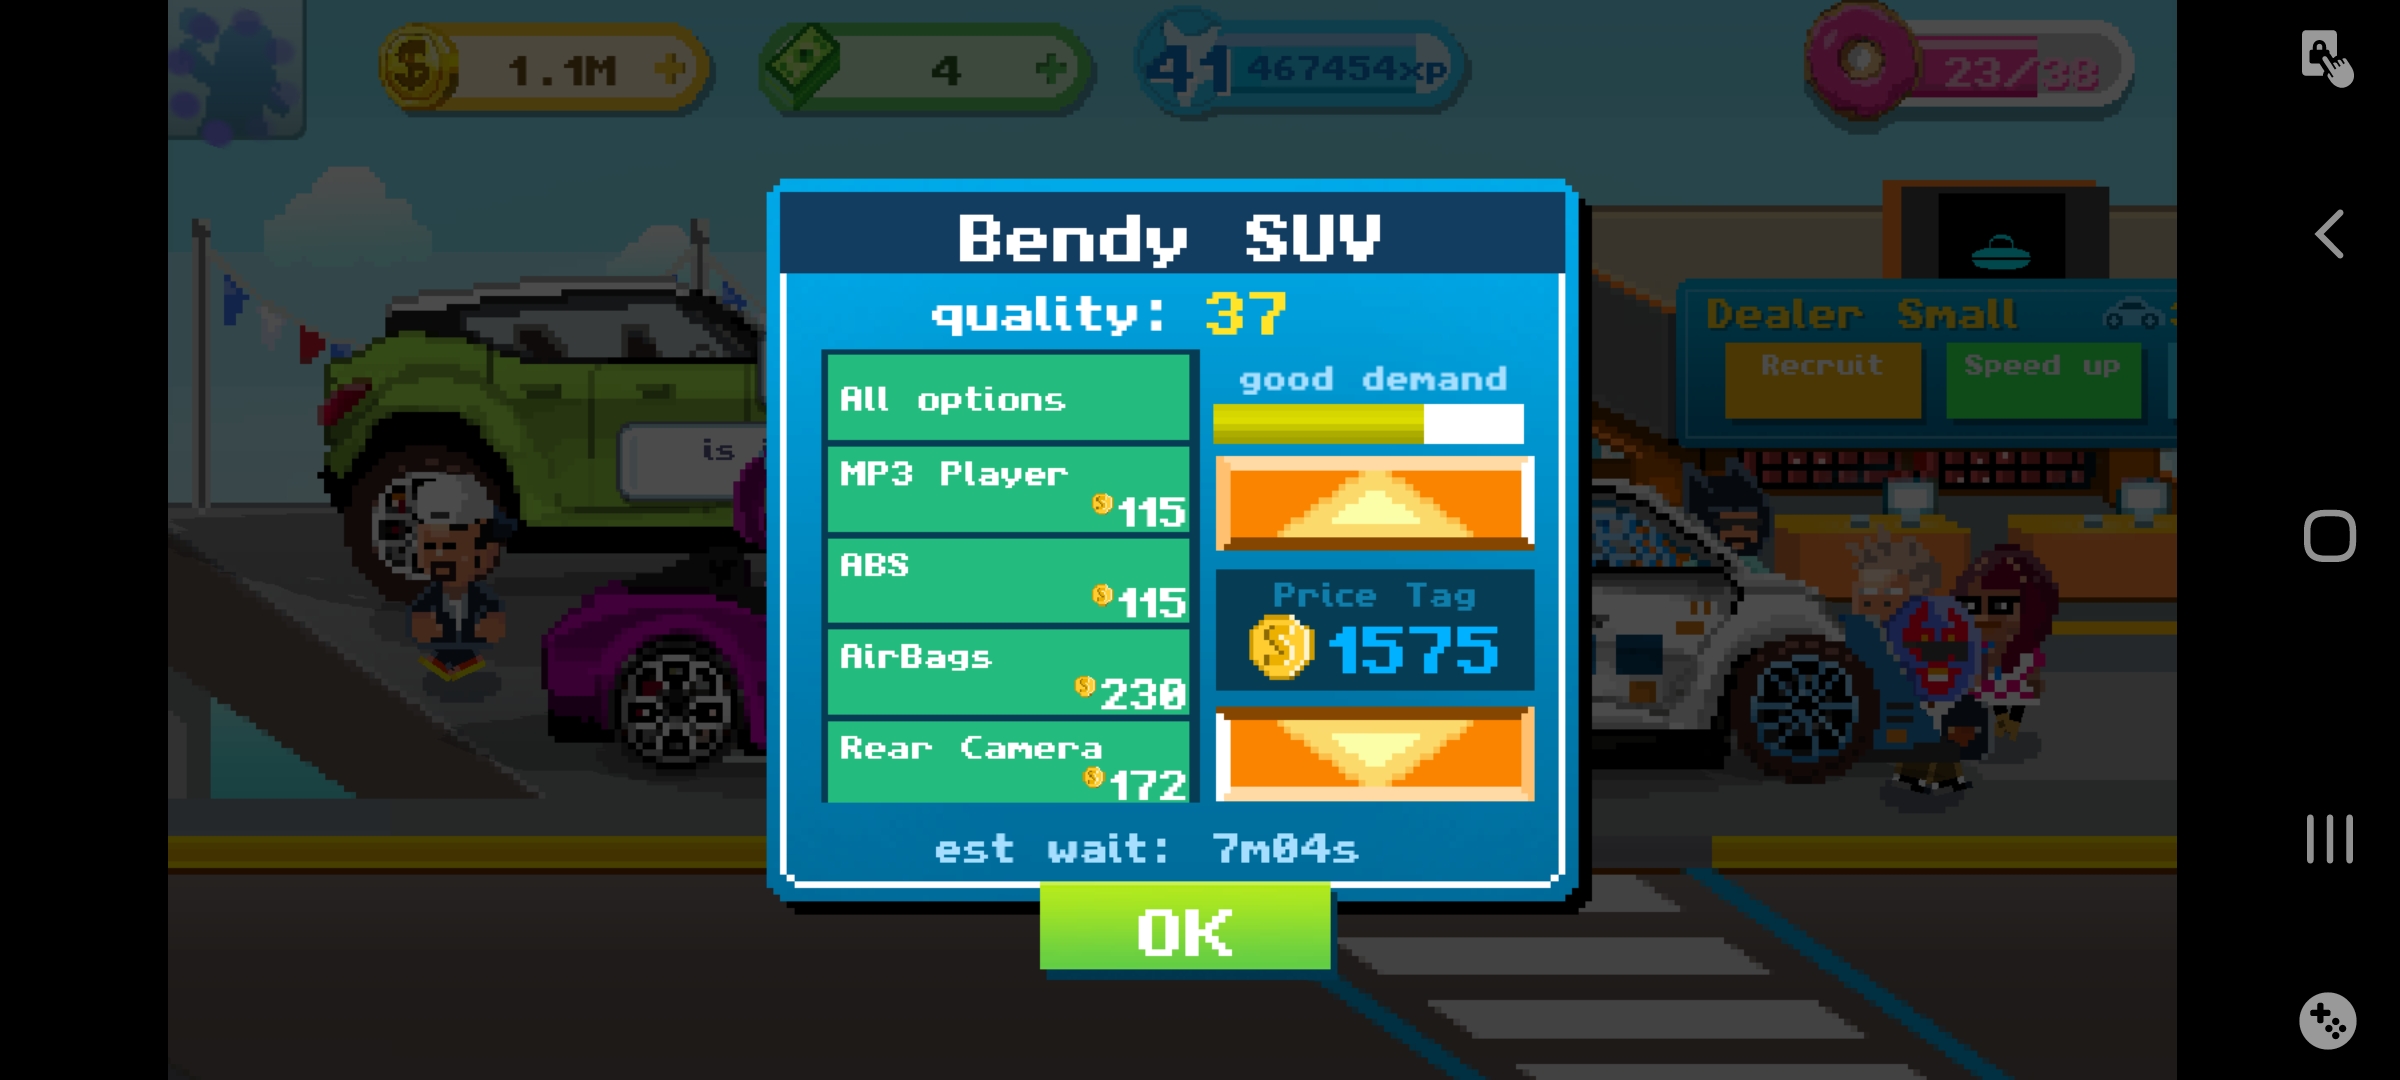 1.1M
4
41 467454xp
23/38
Bendy SUV
quality: 37
All options
MP3 Player
115
ABS
115
AirBags
230
Rear Camera
172
good demand
Price Tag
1575
est wait: 7m04s
OK
is
Dealer Small
Recruit
Speed up